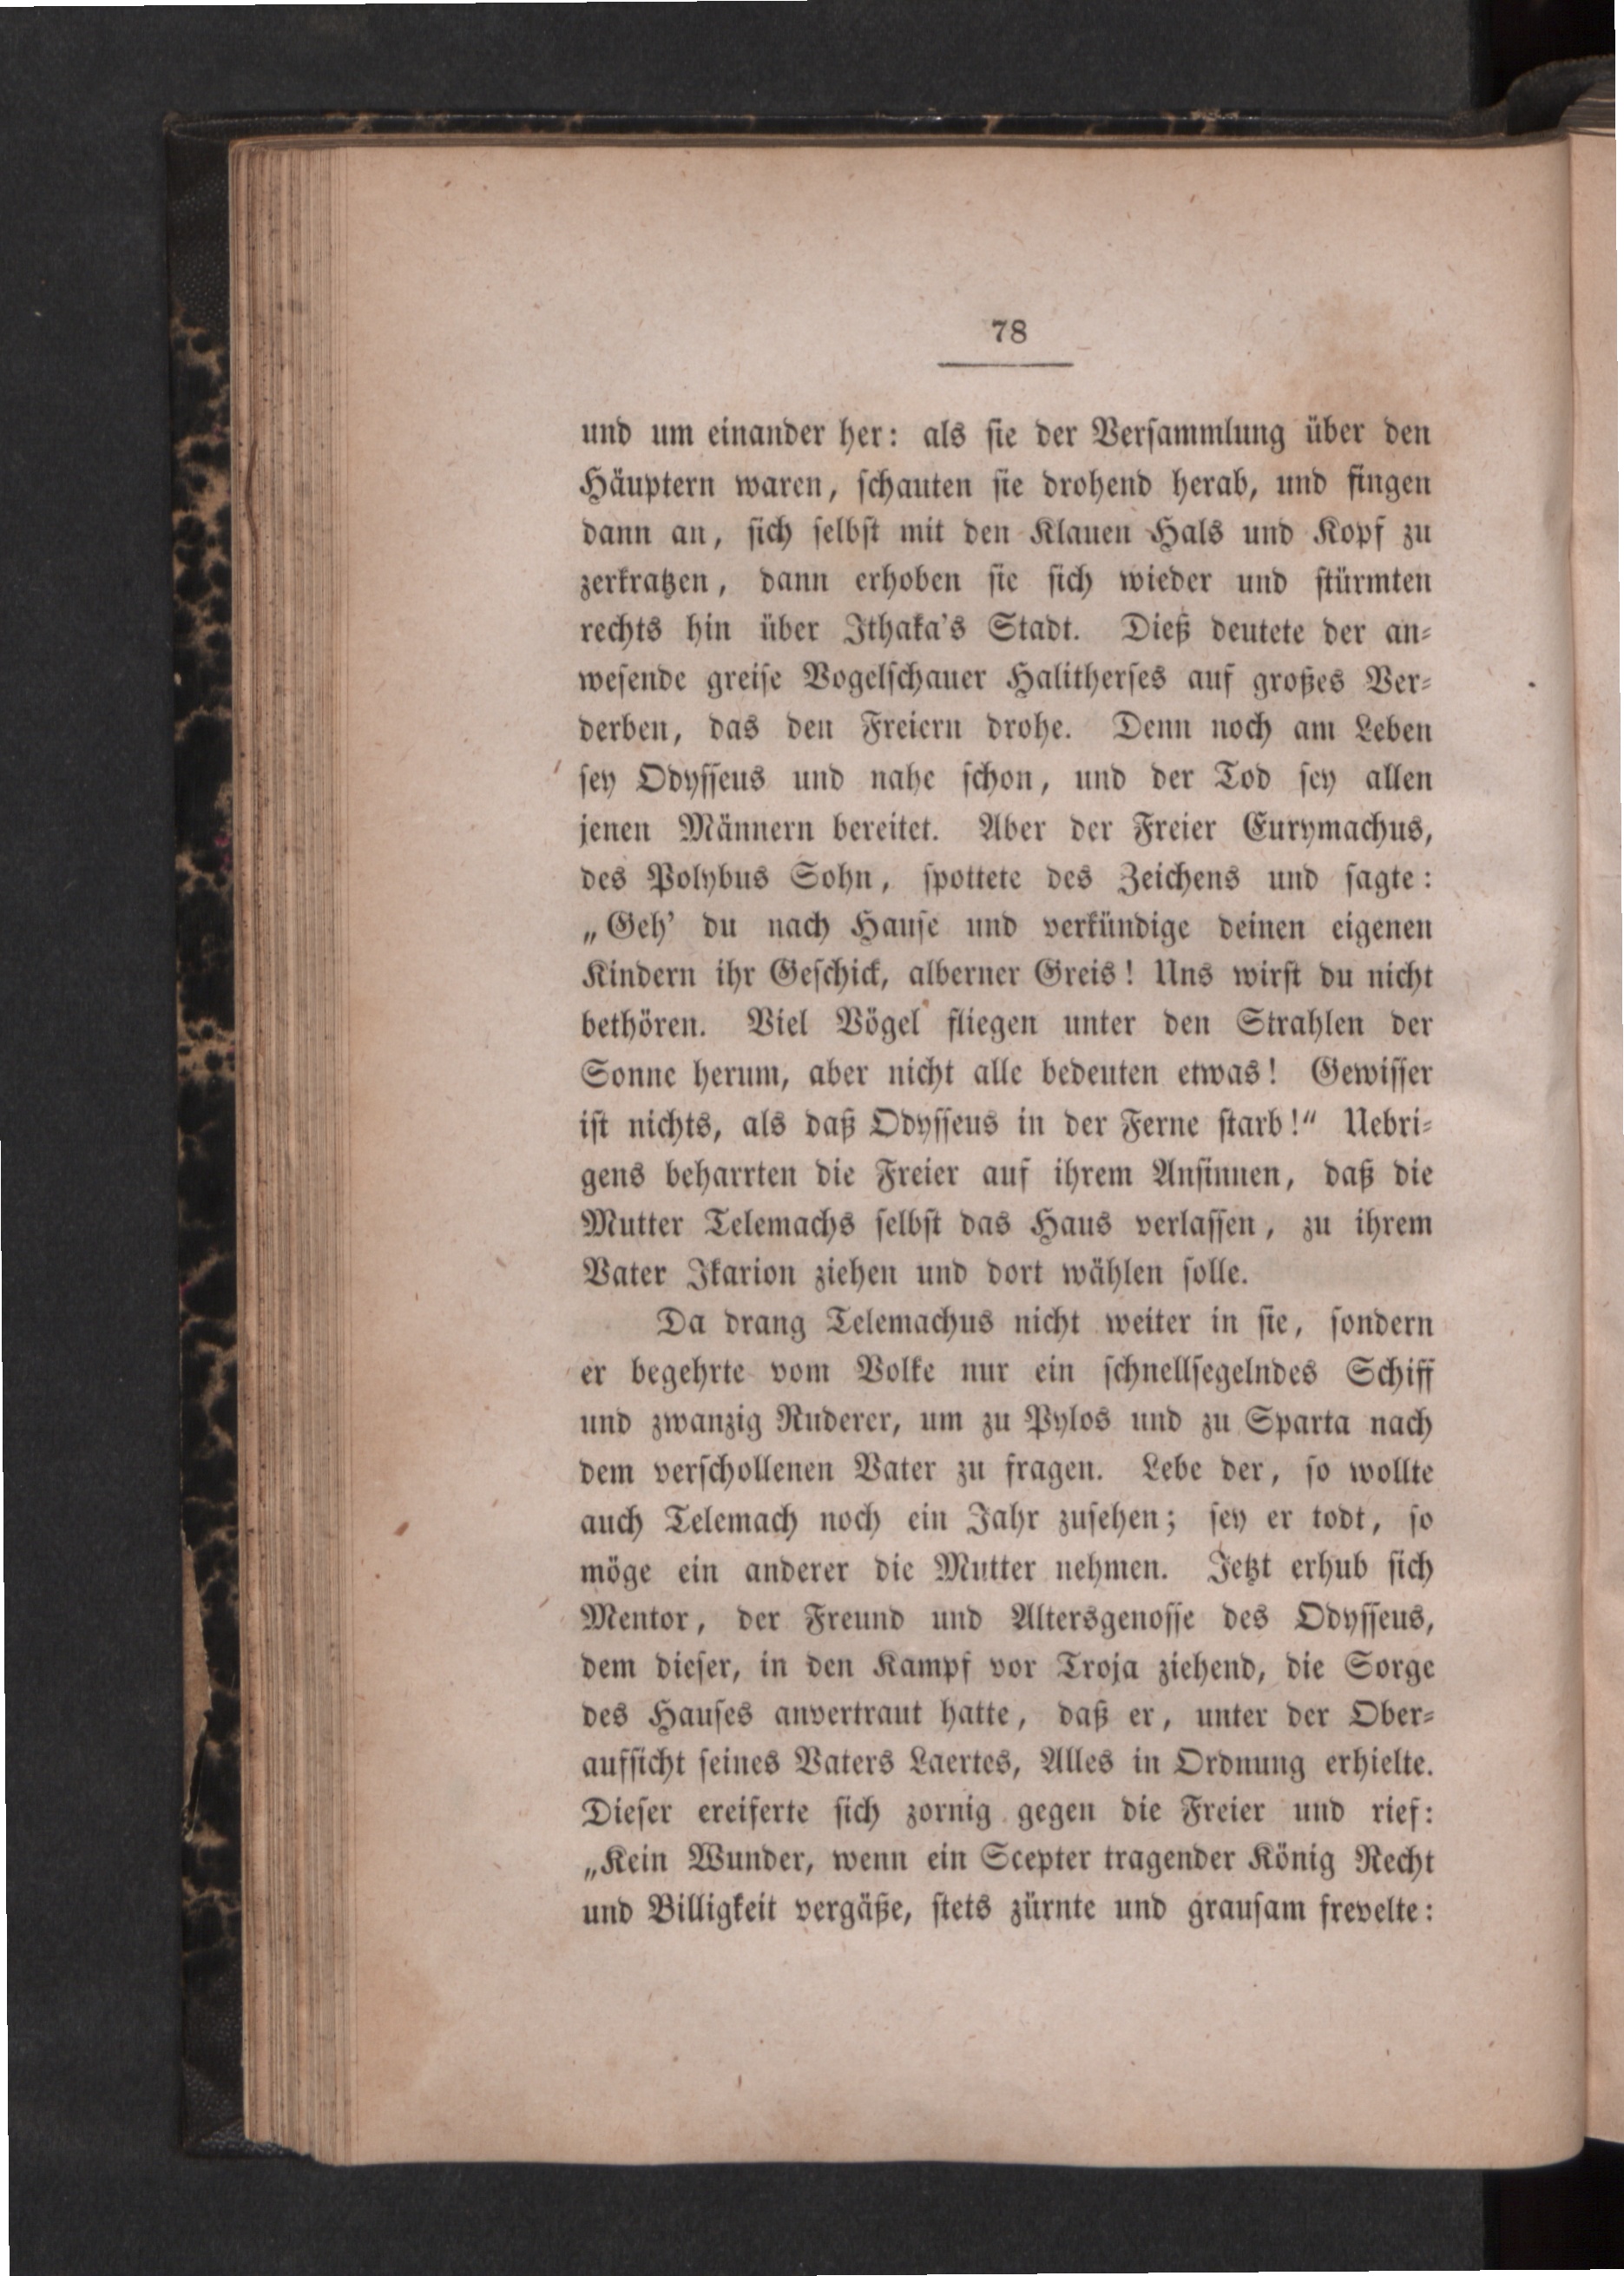 78
und um einander her: als sie der Versammlung über den
Häuptern waren, schauten sie drohend herab, und fingen
dann an, sich selbst mit den Klauen Hals und Kopf zu
zerkratzen, dann erhoben sie sich wieder und stürmten
rechts hin über Ithaka's Stadt. Dieß deutete der an-
wesende greise Vogelschauer Halitherses auf großes Ver-
derben, das den Freiern drohe. Denn noch am Leben
sey Odysseus und nahe schon, und der Tod sey allen
jenen Männern bereitet. Aber der Freier Eurymachus,
des Polybus Sohn, spottete des Zeichens und sagte:
„Geh' du nach Hause und verkündige deinen eigenen
Kindern ihr Geschick, alberner Greis! Uns wirst du nicht
bethören. Viel Vögel fliegen unter den Strahlen der
Sonne herum, aber nicht alle bedeuten etwas! Gewisser
ist nichts, als daß Odysseus in der Ferne starb!“ Uebri-
gens beharrten die Freier auf ihrem Ansinnen, daß die
Mutter Telemachs selbst das Haus verlassen, zu ihrem
Vater Ikarion ziehen und dort wählen solle.
Da drang Telemachus nicht weiter in sie, sondern
er begehrte vom Volke nur ein schnellsegelndes Schiff
und zwanzig Ruderer, um zu Pylos und zu Sparta nach
dem verschollenen Vater zu fragen. Lebe der, so wollte
auch Telemach noch ein Jahr zusehen; sey er todt, so
möge ein anderer die Mutter nehmen. Jetzt erhub sich
Mentor, der Freund und Altersgenosse des Odysseus,
dem dieser, in den Kampf vor Troja ziehend, die Sorge
des Hauses anvertraut hatte, daß er, unter der Ober-
aufsicht seines Vaters Laertes, Alles in Ordnung erhielte.
Dieser ereiferte sich zornig gegen die Freier und rief:
„Kein Wunder, wenn ein Scepter tragender König Recht
und Billigkeit vergäße, stets zürnte und grausam frevelte: